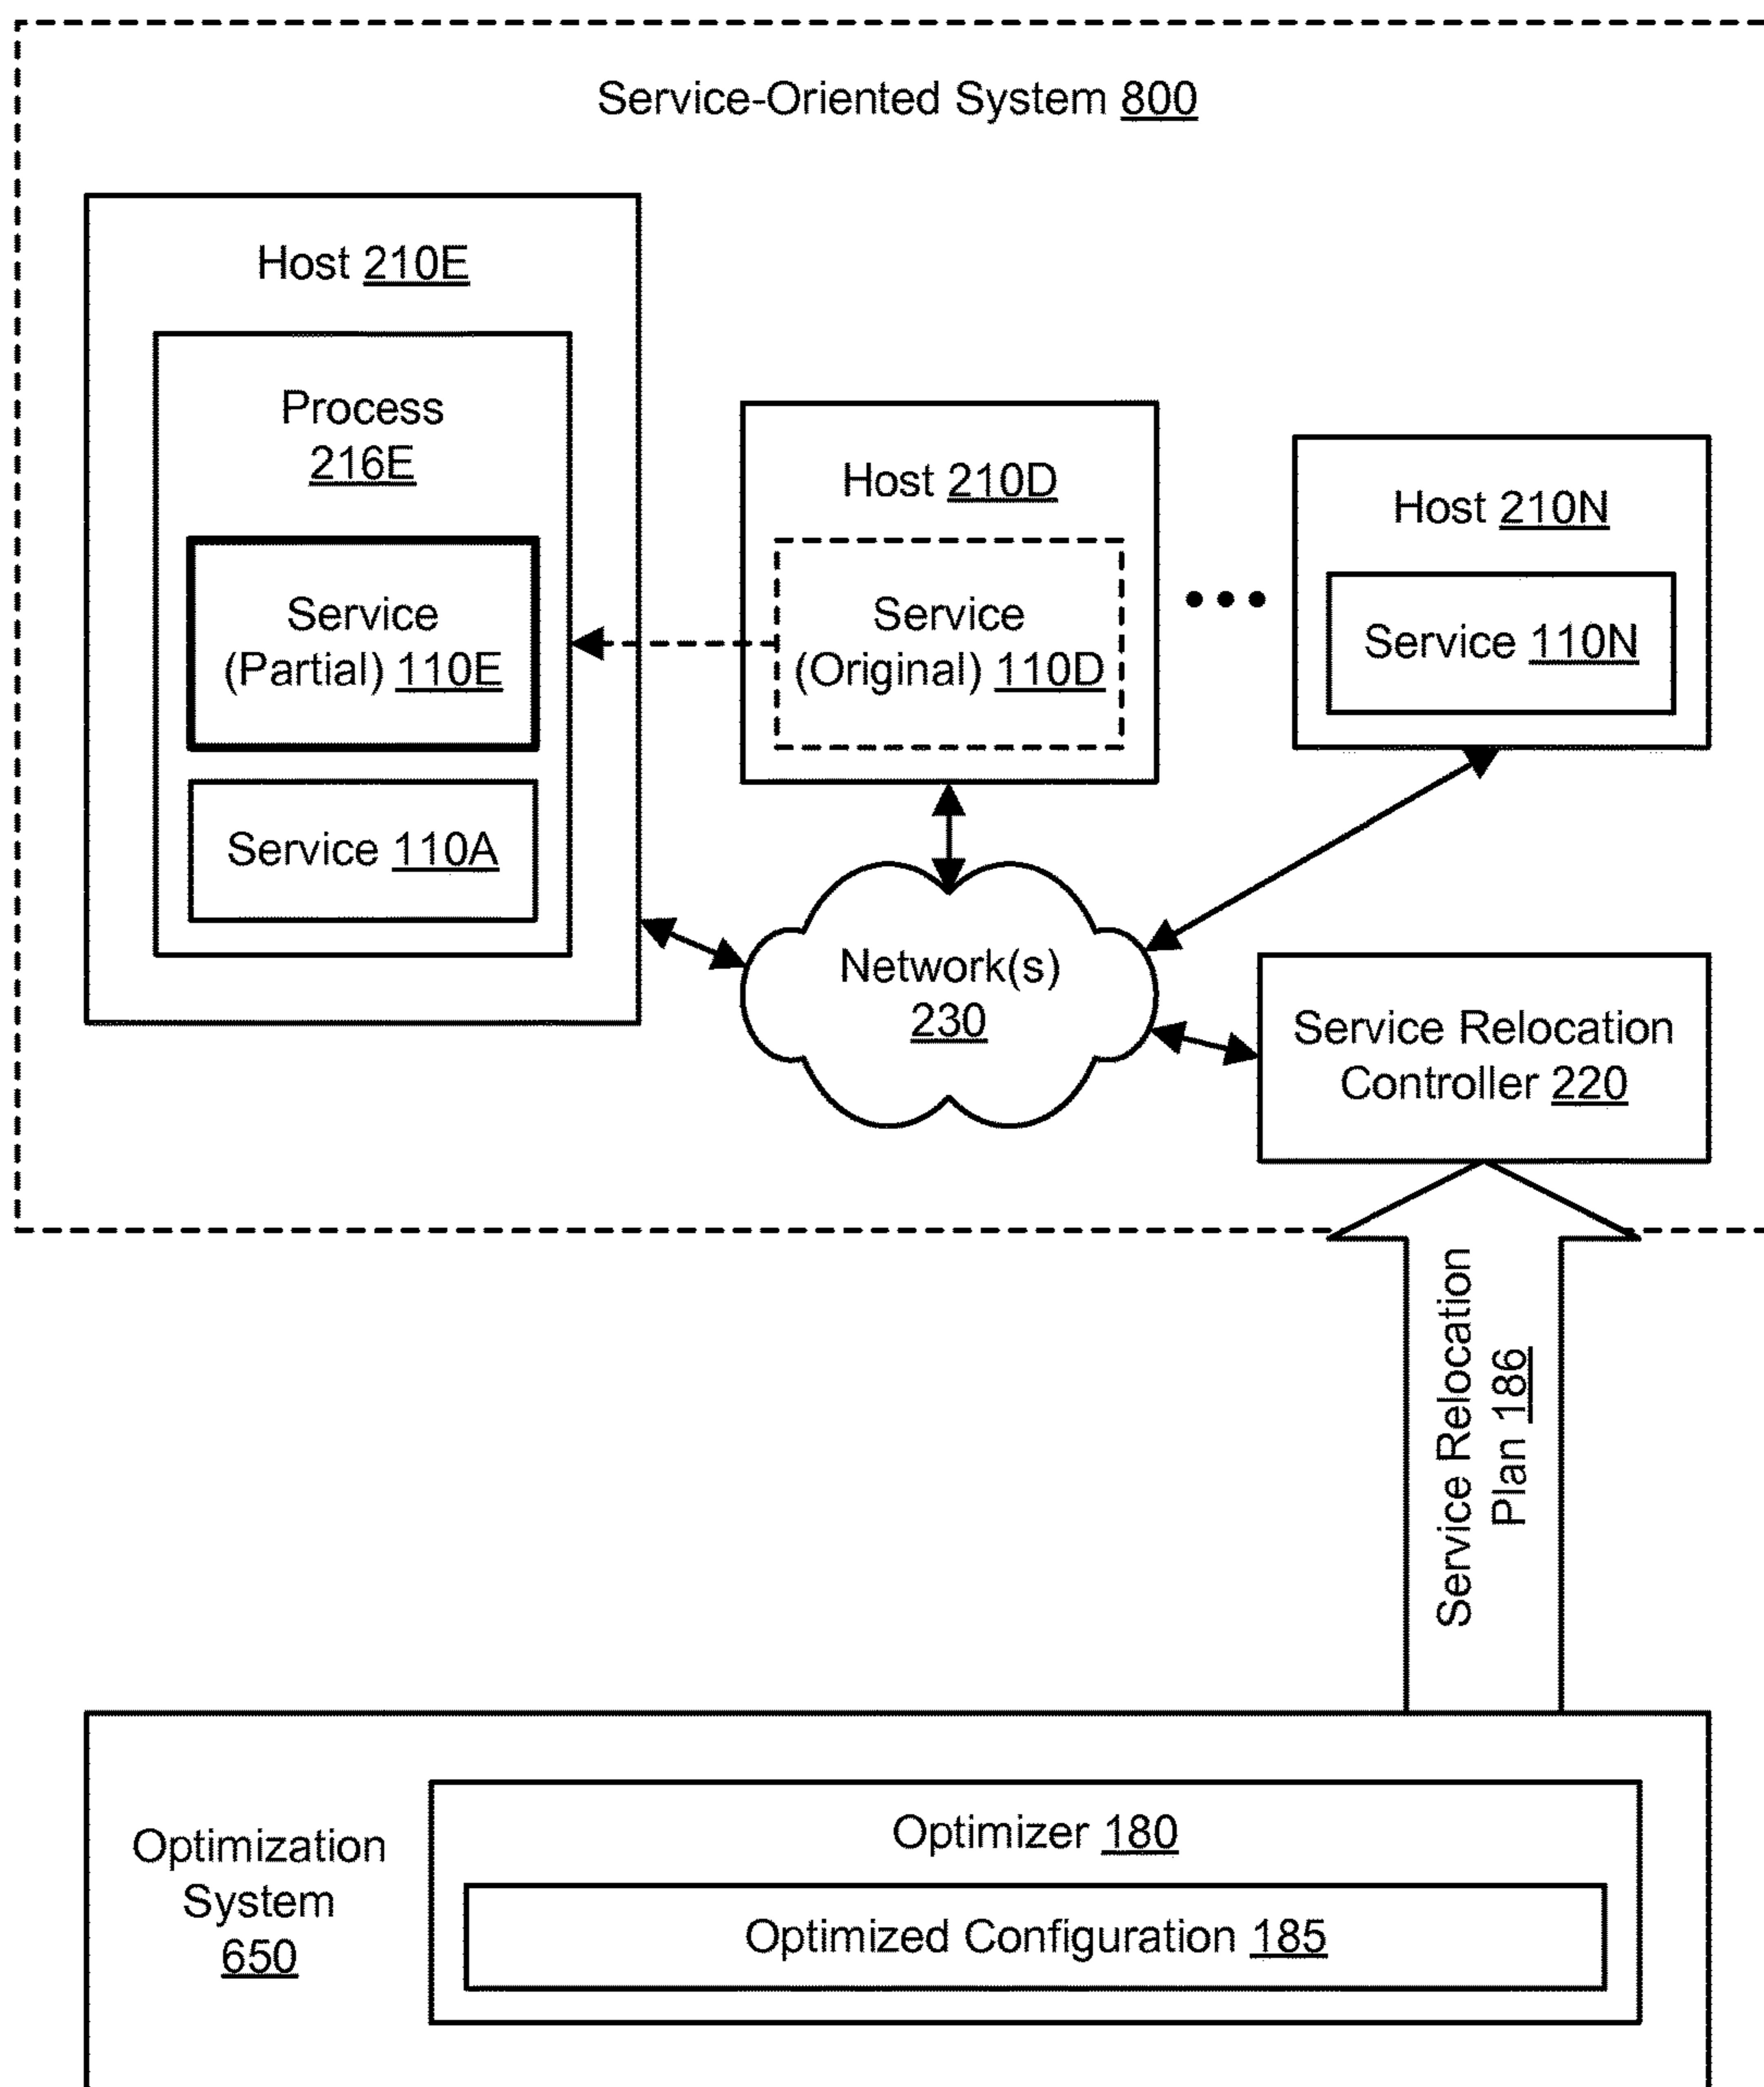 Service-Oriented System 800
Host 210E
Process
216E
Service
(Partial) 110E
Service 110A
Host 210D
Service
(Original) 110D
Host 210N
Service 110N
Network(s)
230
Service Relocation
Controller 220
Service Relocation
Plan 186
Optimization
System
650
Optimizer 180
Optimized Configuration 185